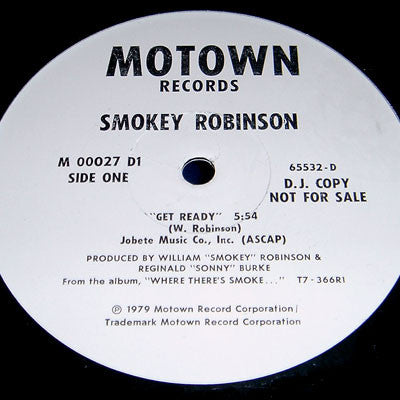 MOTOWN
RECORDS
SMOKEY ROBINSON
M 00027 D1
SIDE ONE
65532-D
D.J. COPY
NOT FOR SALE
"GET READY" 5:54
(W. Robinson)
Jobete Music Co., Inc. (ASCAP)
PRODUCED BY WILLIAM "SMOKEY" ROBINSON &
REGINALD "SONNY" BURKE
From the album, "WHERE THERE'S SMOKE..." T7-366R1
℗ 1979 Motown Record Corporation
Trademark Motown Record Corporation